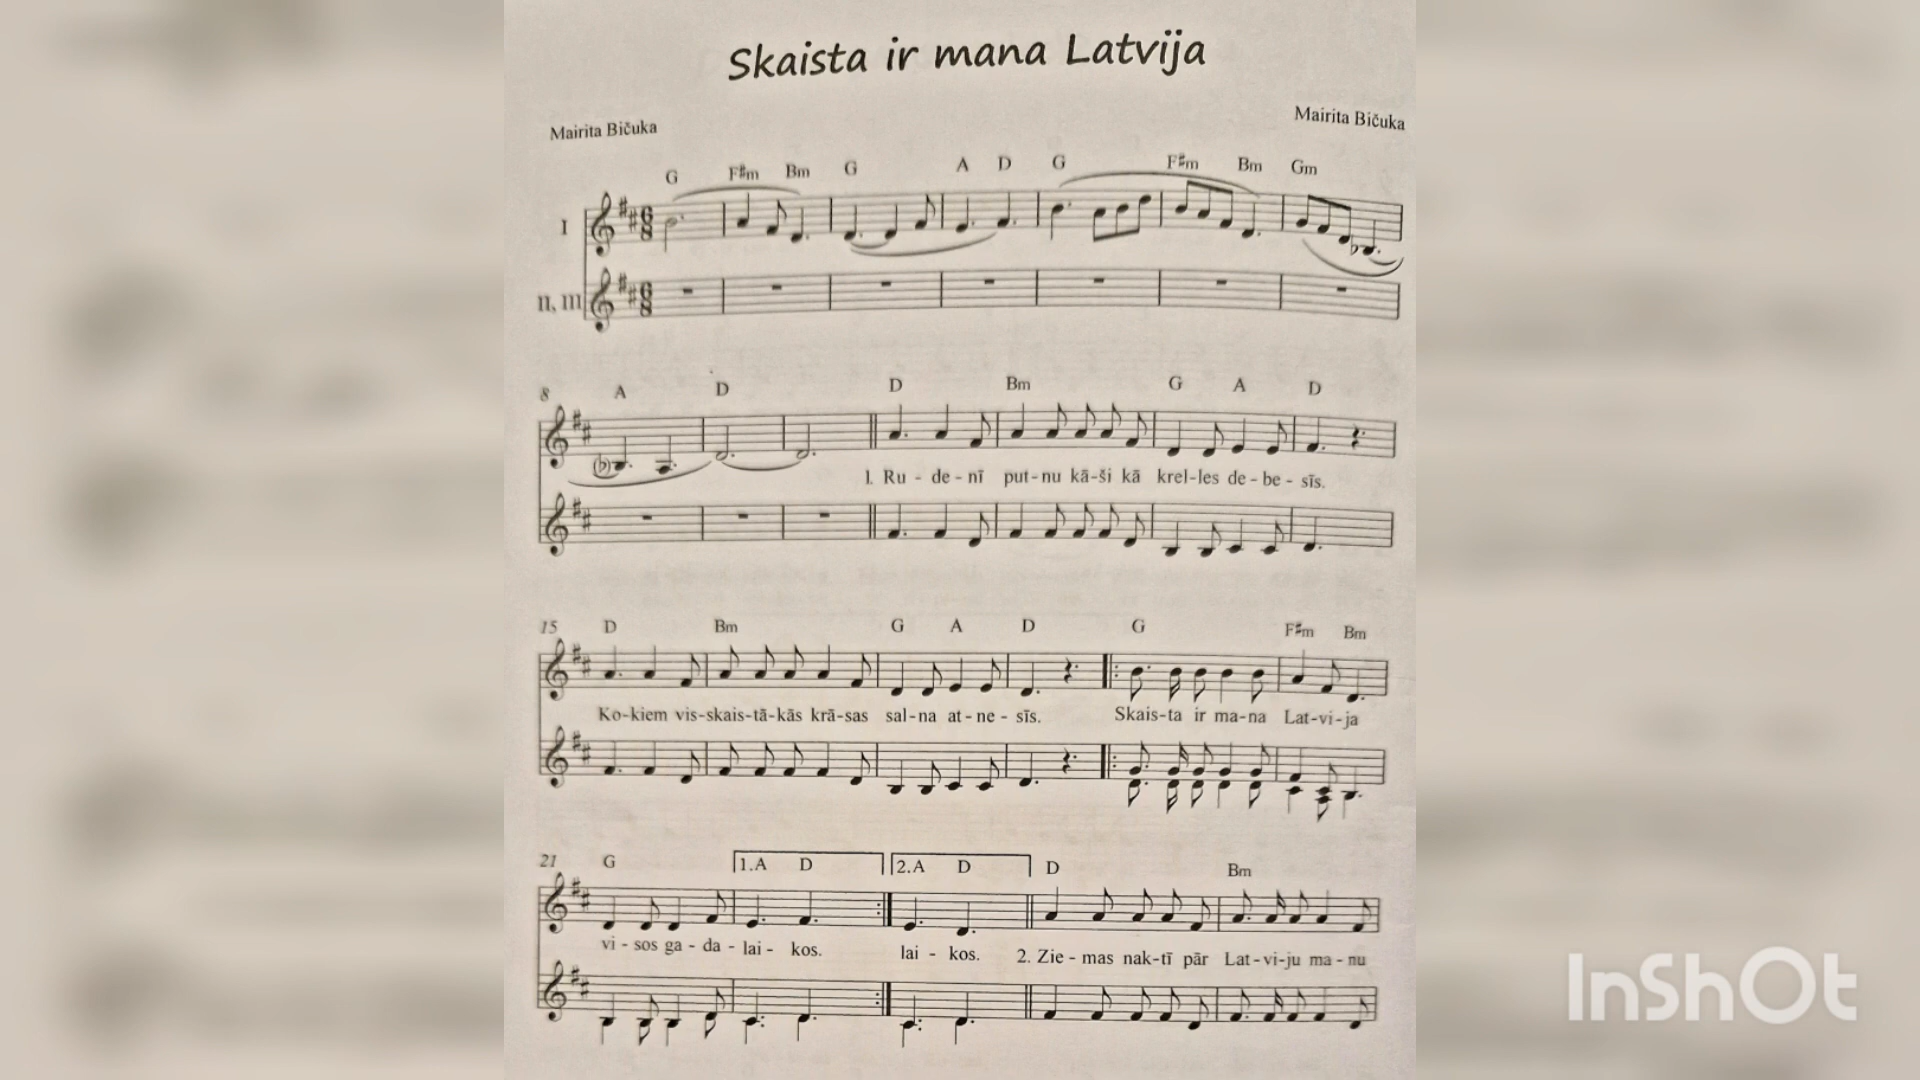 Skaista ir mana Latvija
Mairita Bičuka
Mairita Bičuka
G F#m Bm G A D G F#m Bm Gm
I
II, III
8 A D D Bm G A D
1. Ru - de - nī put - nu kā - ši kā krel - les de - be - sīs.
15 D Bm G A D G F#m Bm
Ko - kiem vis - skais - tā - kās krā - sas sal - na at - ne - sīs. Skais - ta ir ma - na Lat - vi - ja
21 G 1. A D 2. A D D Bm
vi - sos ga - da - lai - kos. lai - kos. 2. Zie - mas nak - tī pār Lat - vi - ju ma - nu
InShOt